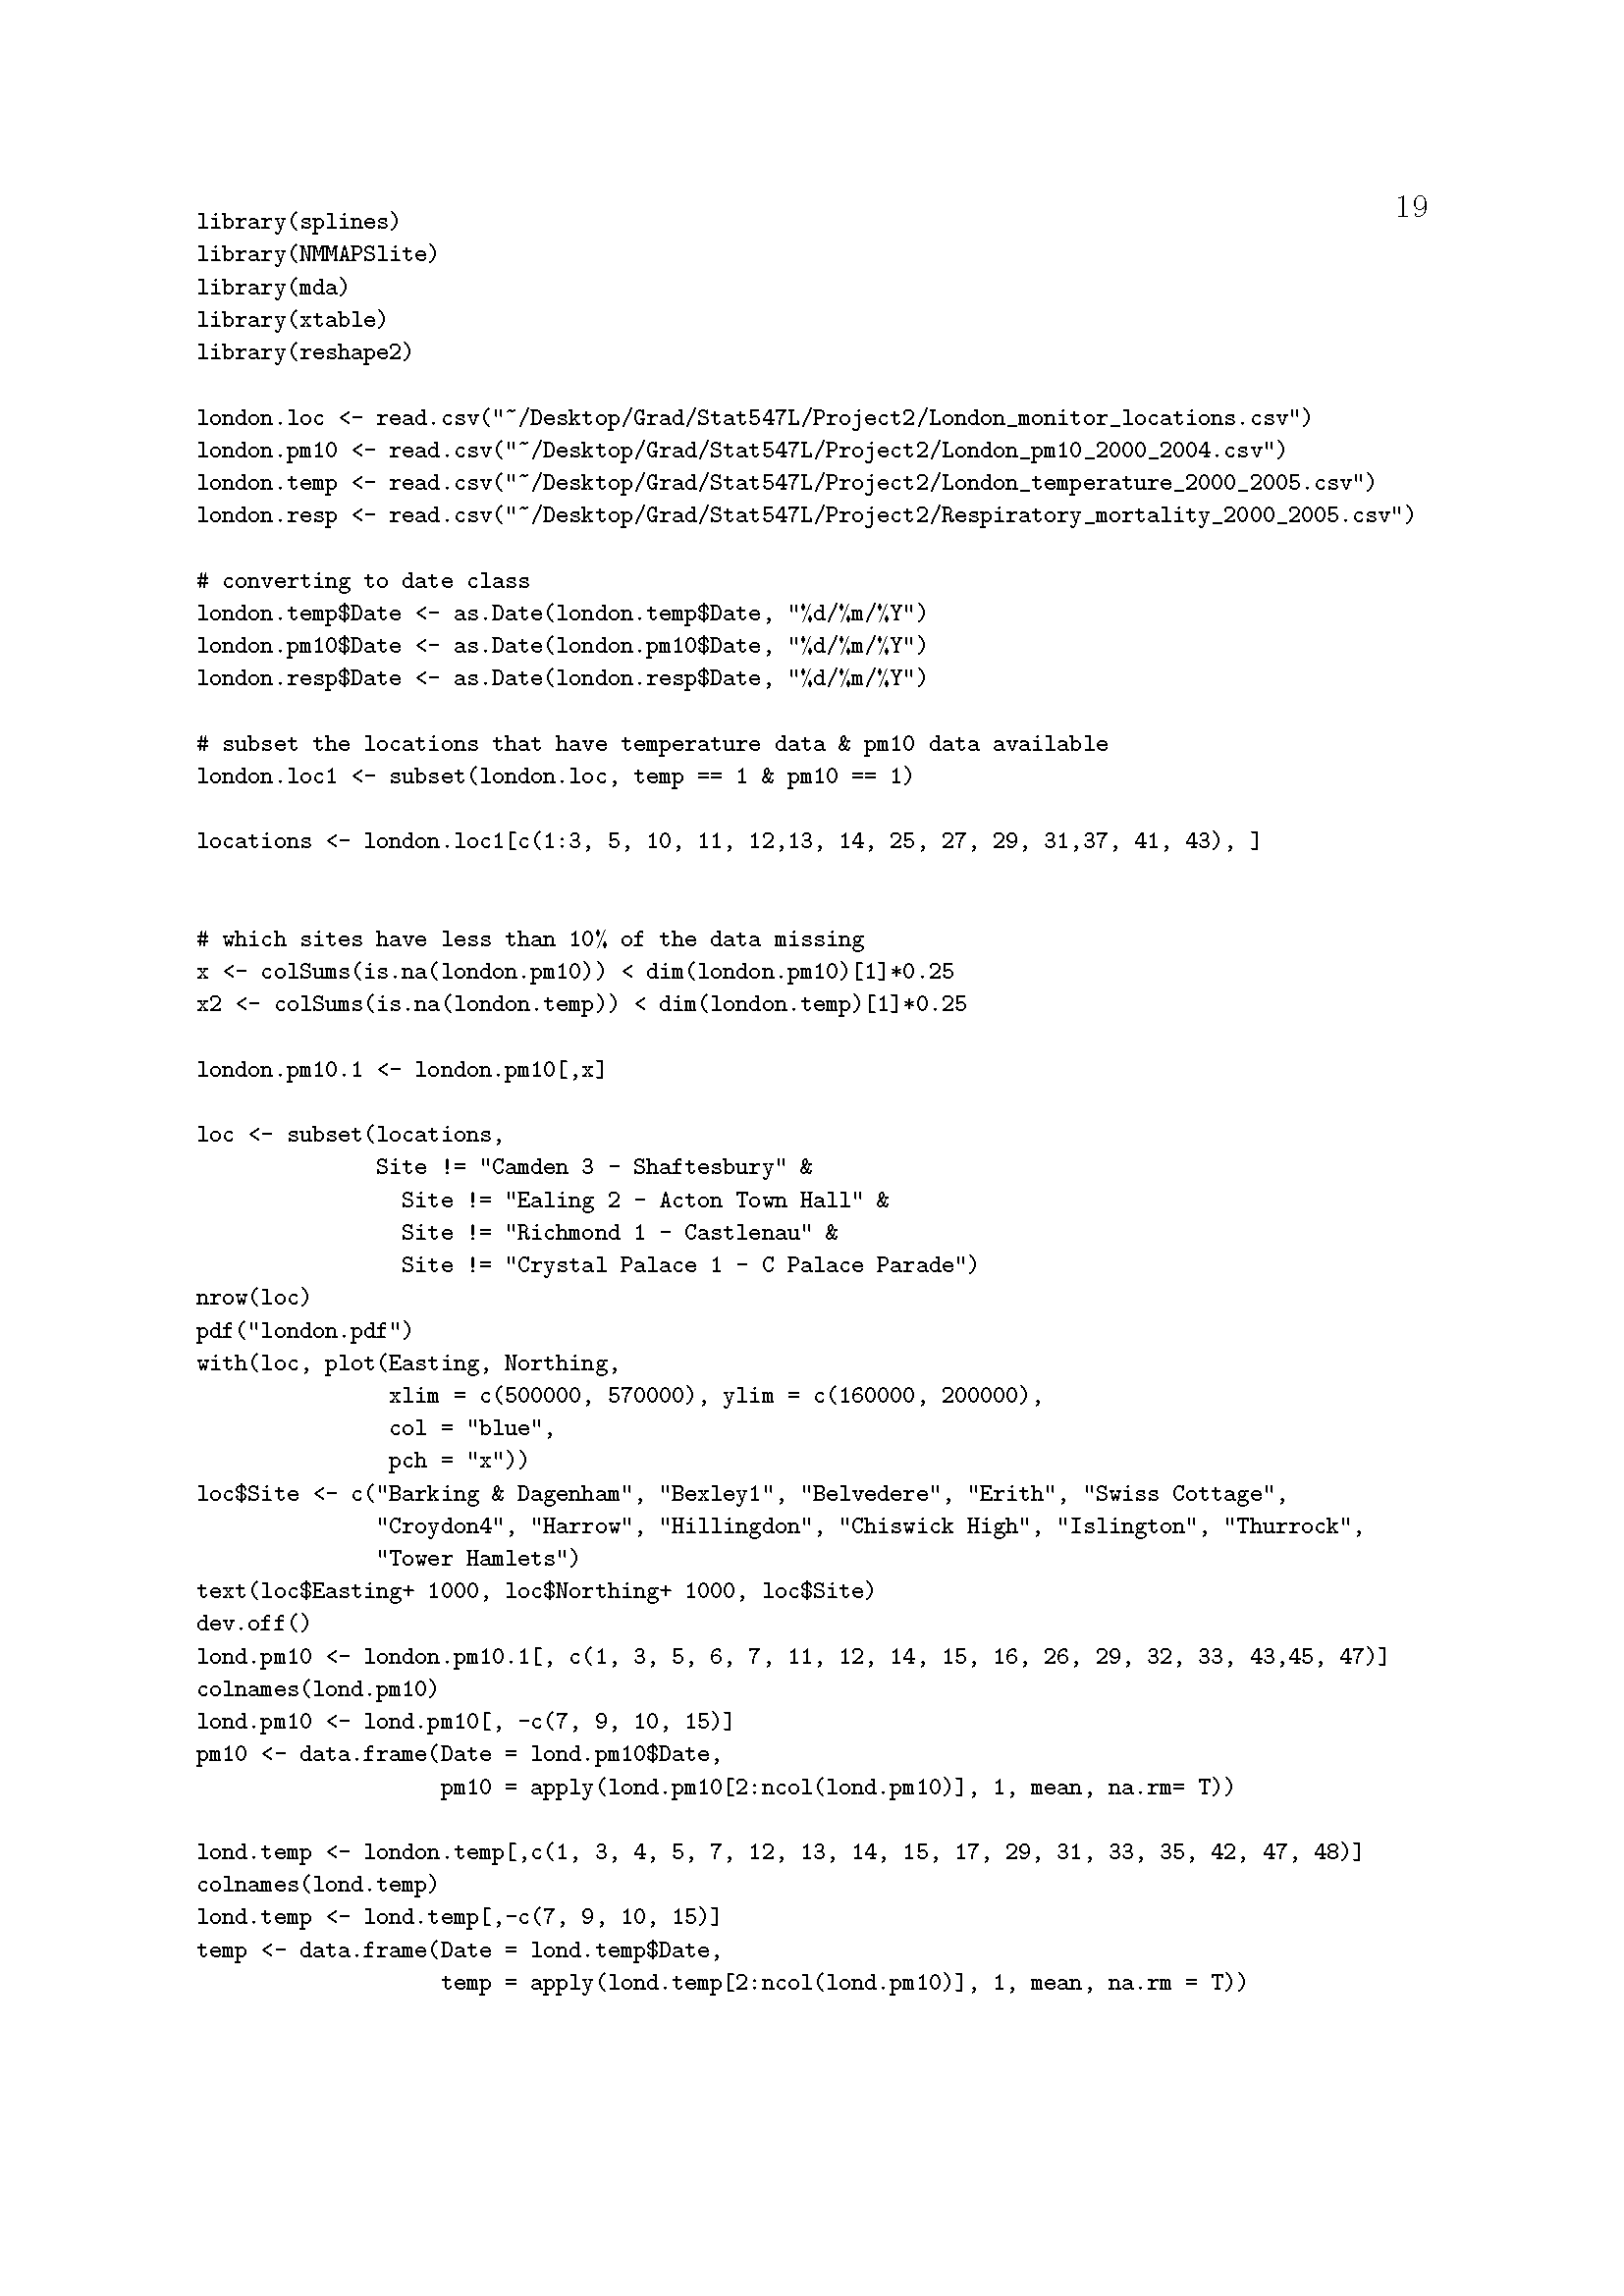 19
library(splines)
library(NMMAPSlite)
library(mda)
library(xtable)
library(reshape2)
london.loc <- read.csv("~/Desktop/Grad/Stat547L/Project2/London_monitor_locations.csv")
london.pm10 <- read.csv("~/Desktop/Grad/Stat547L/Project2/London_pm10_2000_2004.csv")
london.temp <- read.csv("~/Desktop/Grad/Stat547L/Project2/London_temperature_2000_2005.csv")
london.resp <- read.csv("~/Desktop/Grad/Stat547L/Project2/Respiratory_mortality_2000_2005.csv")
# converting to date class
london.temp$Date <- as.Date(london.temp$Date, "%d/%m/%Y")
london.pm10$Date <- as.Date(london.pm10$Date, "%d/%m/%Y")
london.resp$Date <- as.Date(london.resp$Date, "%d/%m/%Y")
# subset the locations that have temperature data & pm10 data available
london.loc1 <- subset(london.loc, temp == 1 & pm10 == 1)
locations <- london.loc1[c(1:3, 5, 10, 11, 12,13, 14, 25, 27, 29, 31,37, 41, 43), ]
# which sites have less than 10% of the data missing
x <- colSums(is.na(london.pm10)) < dim(london.pm10)[1]*0.25
x2 <- colSums(is.na(london.temp)) < dim(london.temp)[1]*0.25
london.pm10.1 <- london.pm10[,x]
loc <- subset(locations,
Site != "Camden 3 - Shaftesbury" &
Site != "Ealing 2 - Acton Town Hall" &
Site != "Richmond 1 - Castlenau" &
Site != "Crystal Palace 1 - C Palace Parade")
nrow(loc)
pdf("london.pdf")
with(loc, plot(Easting, Northing,
xlim = c(500000, 570000), ylim = c(160000, 200000),
col = "blue",
pch = "x"))
loc$Site <- c("Barking & Dagenham", "Bexley1", "Belvedere", "Erith", "Swiss Cottage",
"Croydon4", "Harrow", "Hillingdon", "Chiswick High", "Islington", "Thurrock",
"Tower Hamlets")
text(loc$Easting+ 1000, loc$Northing+ 1000, loc$Site)
dev.off()
lond.pm10 <- london.pm10.1[, c(1, 3, 5, 6, 7, 11, 12, 14, 15, 16, 26, 29, 32, 33, 43,45, 47)]
colnames(lond.pm10)
lond.pm10 <- lond.pm10[, -c(7, 9, 10, 15)]
pm10 <- data.frame(Date = lond.pm10$Date,
pm10 = apply(lond.pm10[2:ncol(lond.pm10)], 1, mean, na.rm= T))
lond.temp <- london.temp[,c(1, 3, 4, 5, 7, 12, 13, 14, 15, 17, 29, 31, 33, 35, 42, 47, 48)]
colnames(lond.temp)
lond.temp <- lond.temp[,-c(7, 9, 10, 15)]
temp <- data.frame(Date = lond.temp$Date,
temp = apply(lond.temp[2:ncol(lond.pm10)], 1, mean, na.rm = T))